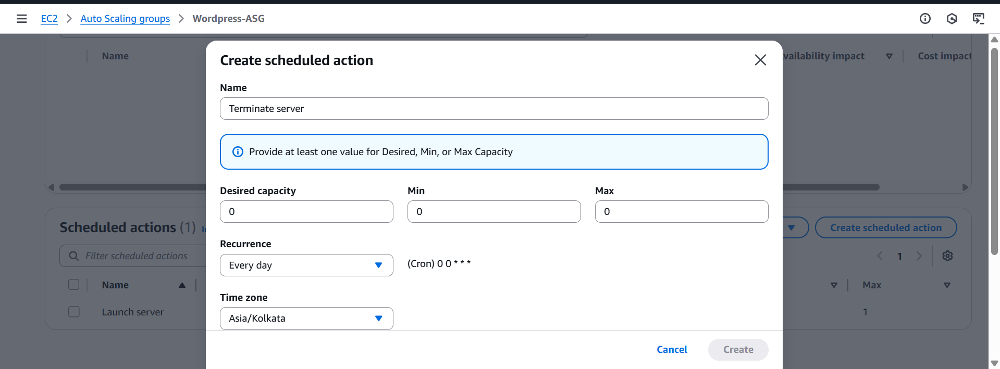 EC2 > Auto Scaling groups > Wordpress-ASG
Name
Availability impact
Cost impact
Create scheduled action
Name
Terminate server
Provide at least one value for Desired, Min, or Max Capacity
Desired capacity
Min
Max
0
0
0
Scheduled actions (1)
Create scheduled action
Filter scheduled actions
1
Recurrence
Every day
(Cron) 0 0 * * *
Name
Max
Time zone
Asia/Kolkata
Launch server
1
Cancel
Create